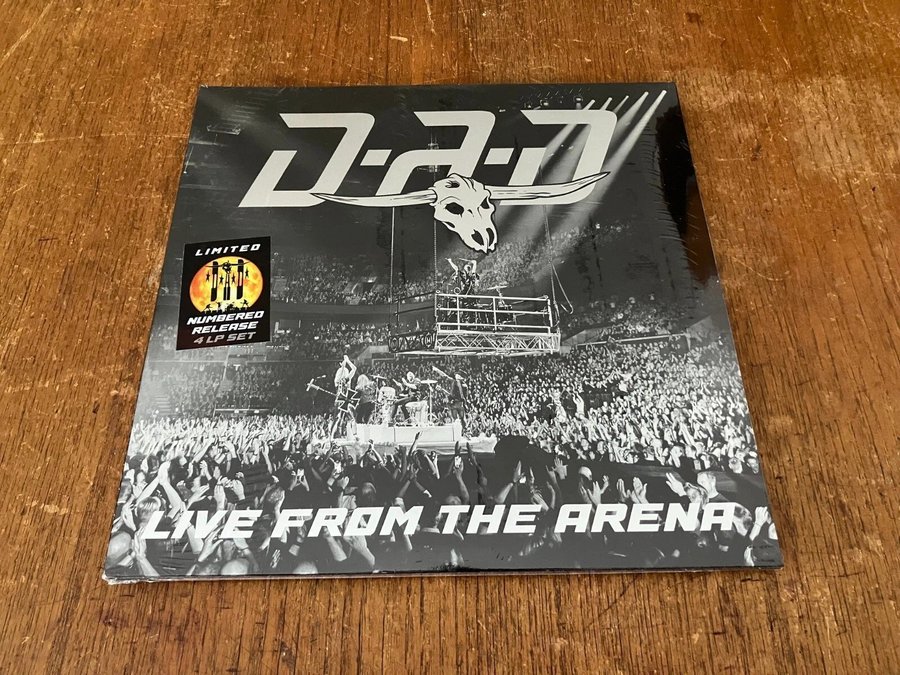 D-A-D
LIMITED
NUMBERED
RELEASE
4 LP SET
LIVE FROM THE ARENA